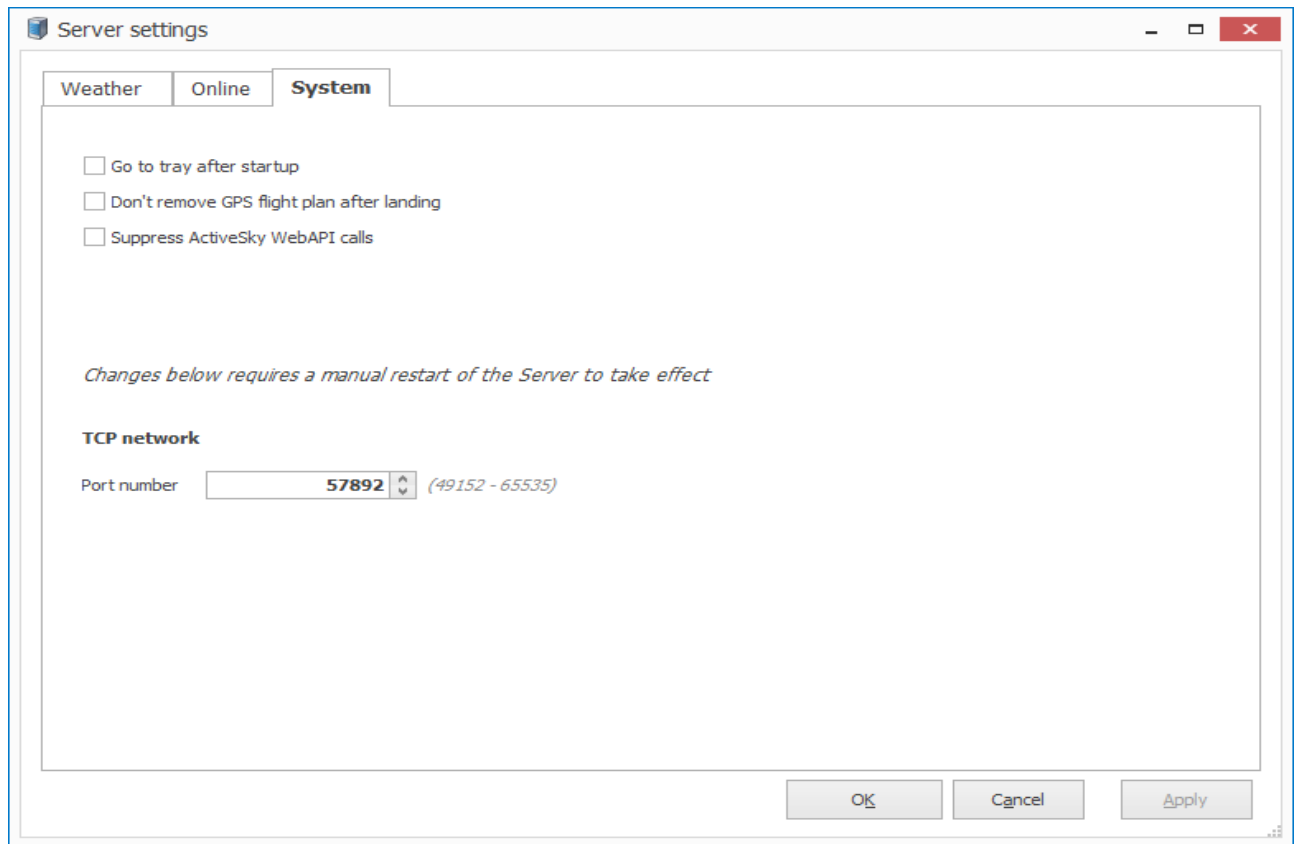 Server settings
Weather Online System
Go to tray after startup
Don't remove GPS flight plan after landing
Suppress ActiveSky WebAPI calls
Changes below requires a manual restart of the Server to take effect
TCP network
Port number 57892 (49152 - 65535)
OK Cancel Apply